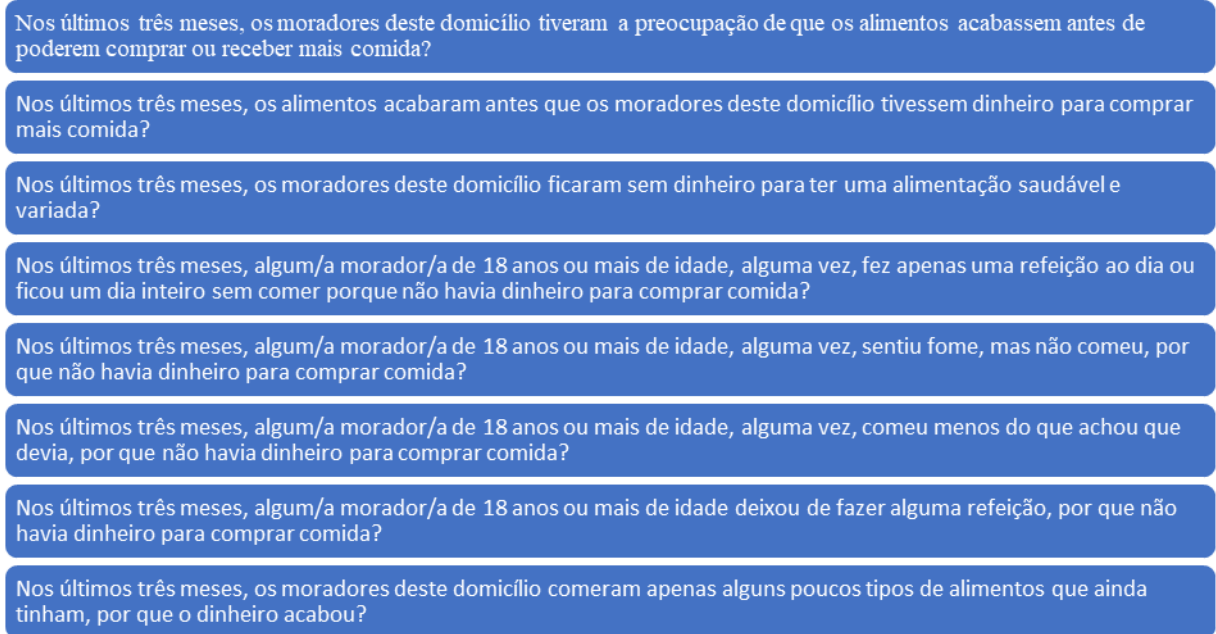 Nos últimos três meses, os moradores deste domicílio tiveram a preocupação de que os alimentos acabassem antes de
poderem comprar ou receber mais comida?
Nos últimos três meses, os alimentos acabaram antes que os moradores deste domicílio tivessem dinheiro para comprar
mais comida?
Nos últimos três meses, os moradores deste domicílio ficaram sem dinheiro para ter uma alimentação saudável e
variada?
Nos últimos três meses, algum/a morador/a de 18 anos ou mais de idade, alguma vez, fez apenas uma refeição ao dia ou
ficou um dia inteiro sem comer porque não havia dinheiro para comprar comida?
Nos últimos três meses, algum/a morador/a de 18 anos ou mais de idade, alguma vez, sentiu fome, mas não comeu, por
que não havia dinheiro para comprar comida?
Nos últimos três meses, algum/a morador/a de 18 anos ou mais de idade, alguma vez, comeu menos do que achou que
devia, por que não havia dinheiro para comprar comida?
Nos últimos três meses, algum/a morador/a de 18 anos ou mais de idade deixou de fazer alguma refeição, por que não
havia dinheiro para comprar comida?
Nos últimos três meses, os moradores deste domicílio comeram apenas alguns poucos tipos de alimentos que ainda
tinham, por que o dinheiro acabou?